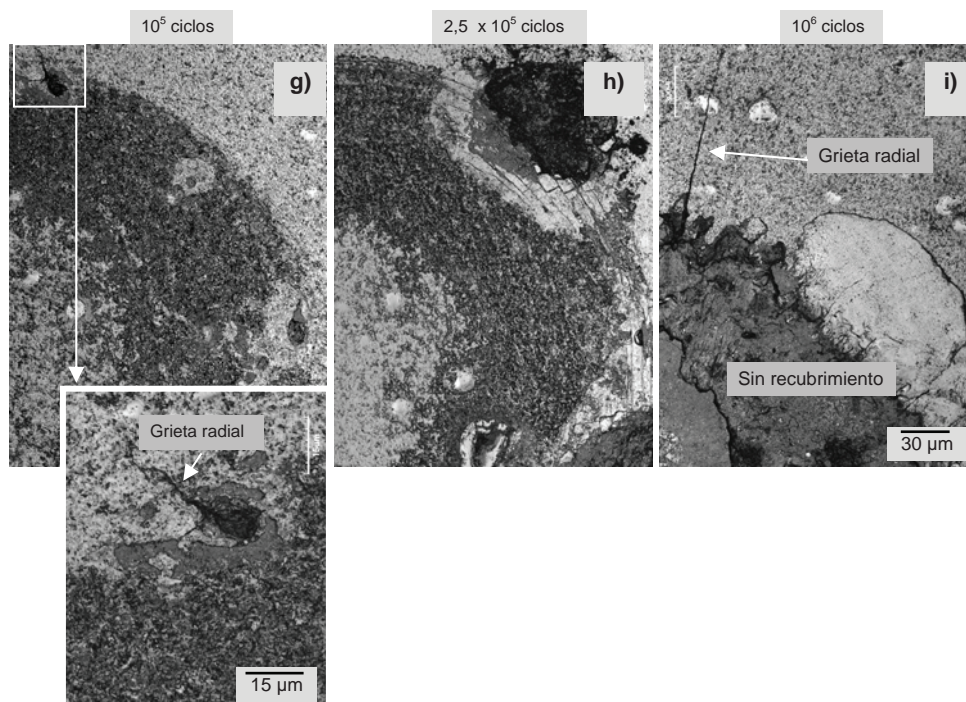 10⁵ ciclos
2,5 x 10⁵ ciclos
10⁶ ciclos
g)
h)
i)
Grieta radial
Sin recubrimiento
30 µm
Grieta radial
15 µm